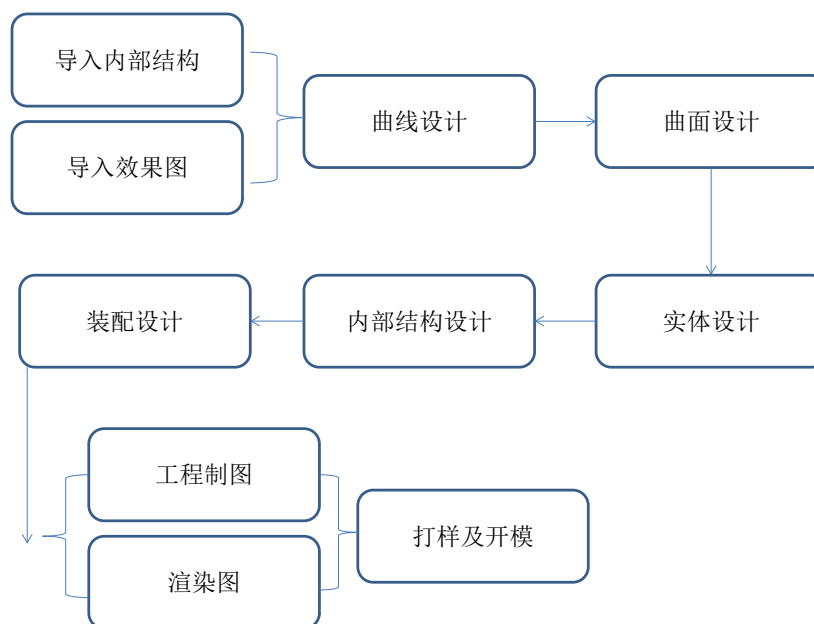 导入内部结构
导入效果图
曲线设计
曲面设计
实体设计
内部结构设计
装配设计
工程制图
渲染图
打样及开模